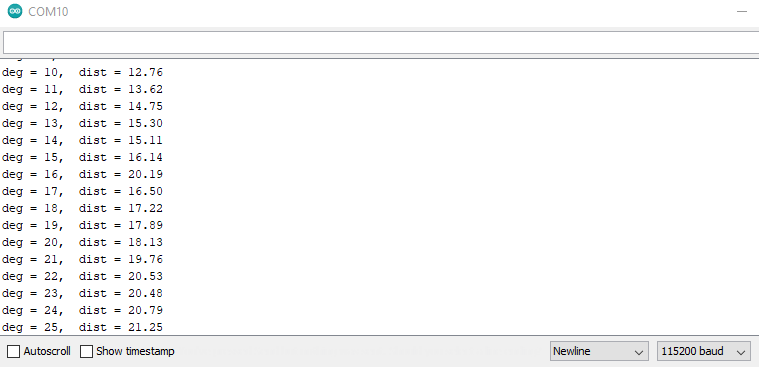 COM10
deg = 10,  dist = 12.76
deg = 11,  dist = 13.62
deg = 12,  dist = 14.75
deg = 13,  dist = 15.30
deg = 14,  dist = 15.11
deg = 15,  dist = 16.14
deg = 16,  dist = 20.19
deg = 17,  dist = 16.50
deg = 18,  dist = 17.22
deg = 19,  dist = 17.89
deg = 20,  dist = 18.13
deg = 21,  dist = 19.76
deg = 22,  dist = 20.53
deg = 23,  dist = 20.48
deg = 24,  dist = 20.79
deg = 25,  dist = 21.25
Autoscroll Show timestamp Newline 115200 baud